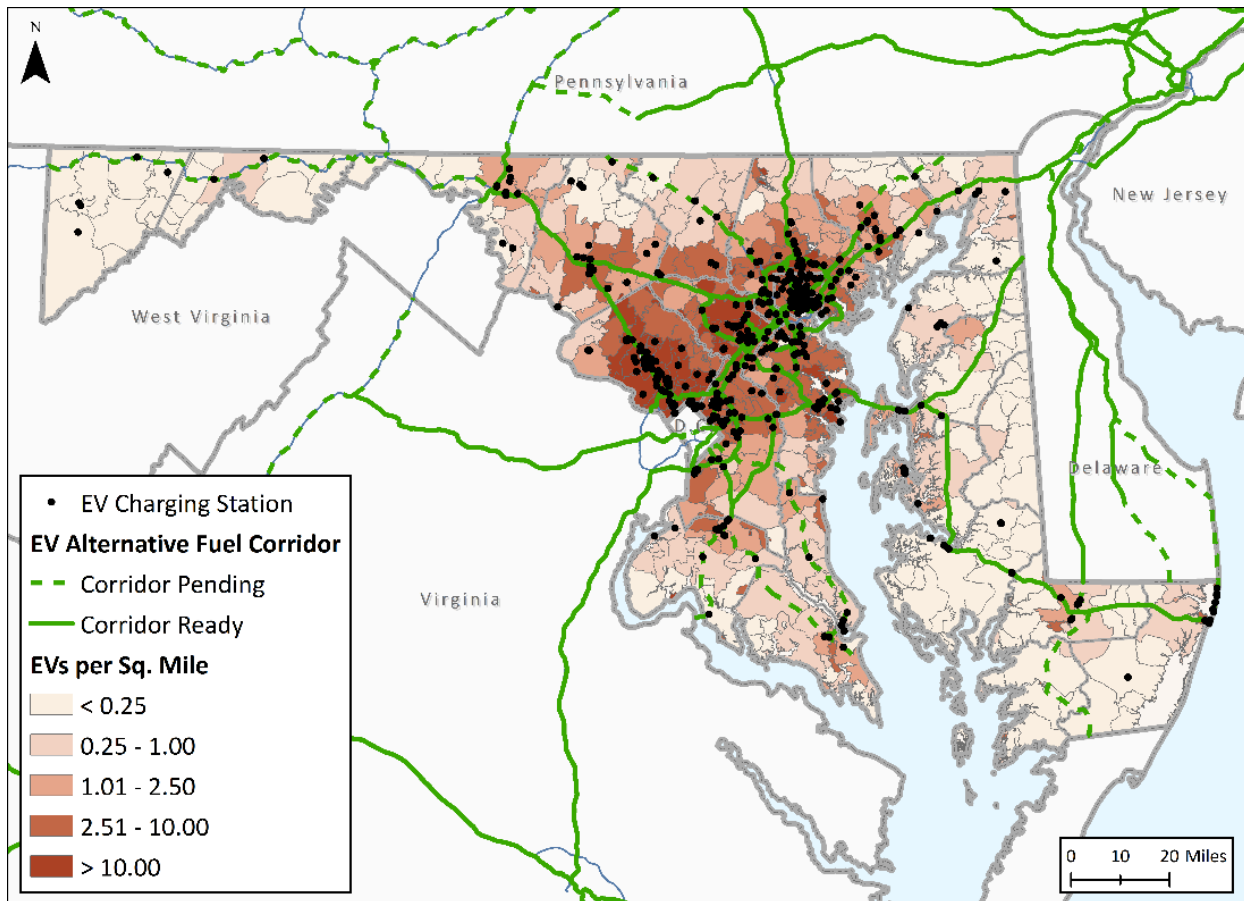 N
Pennsylvania
New Jersey
West Virginia
D.C
Delaware
Virginia
EV Charging Station
EV Alternative Fuel Corridor
Corridor Pending
Corridor Ready
EVs per Sq. Mile
< 0.25
0.25 - 1.00
1.01 - 2.50
2.51 - 10.00
> 10.00
0 10 20 Miles